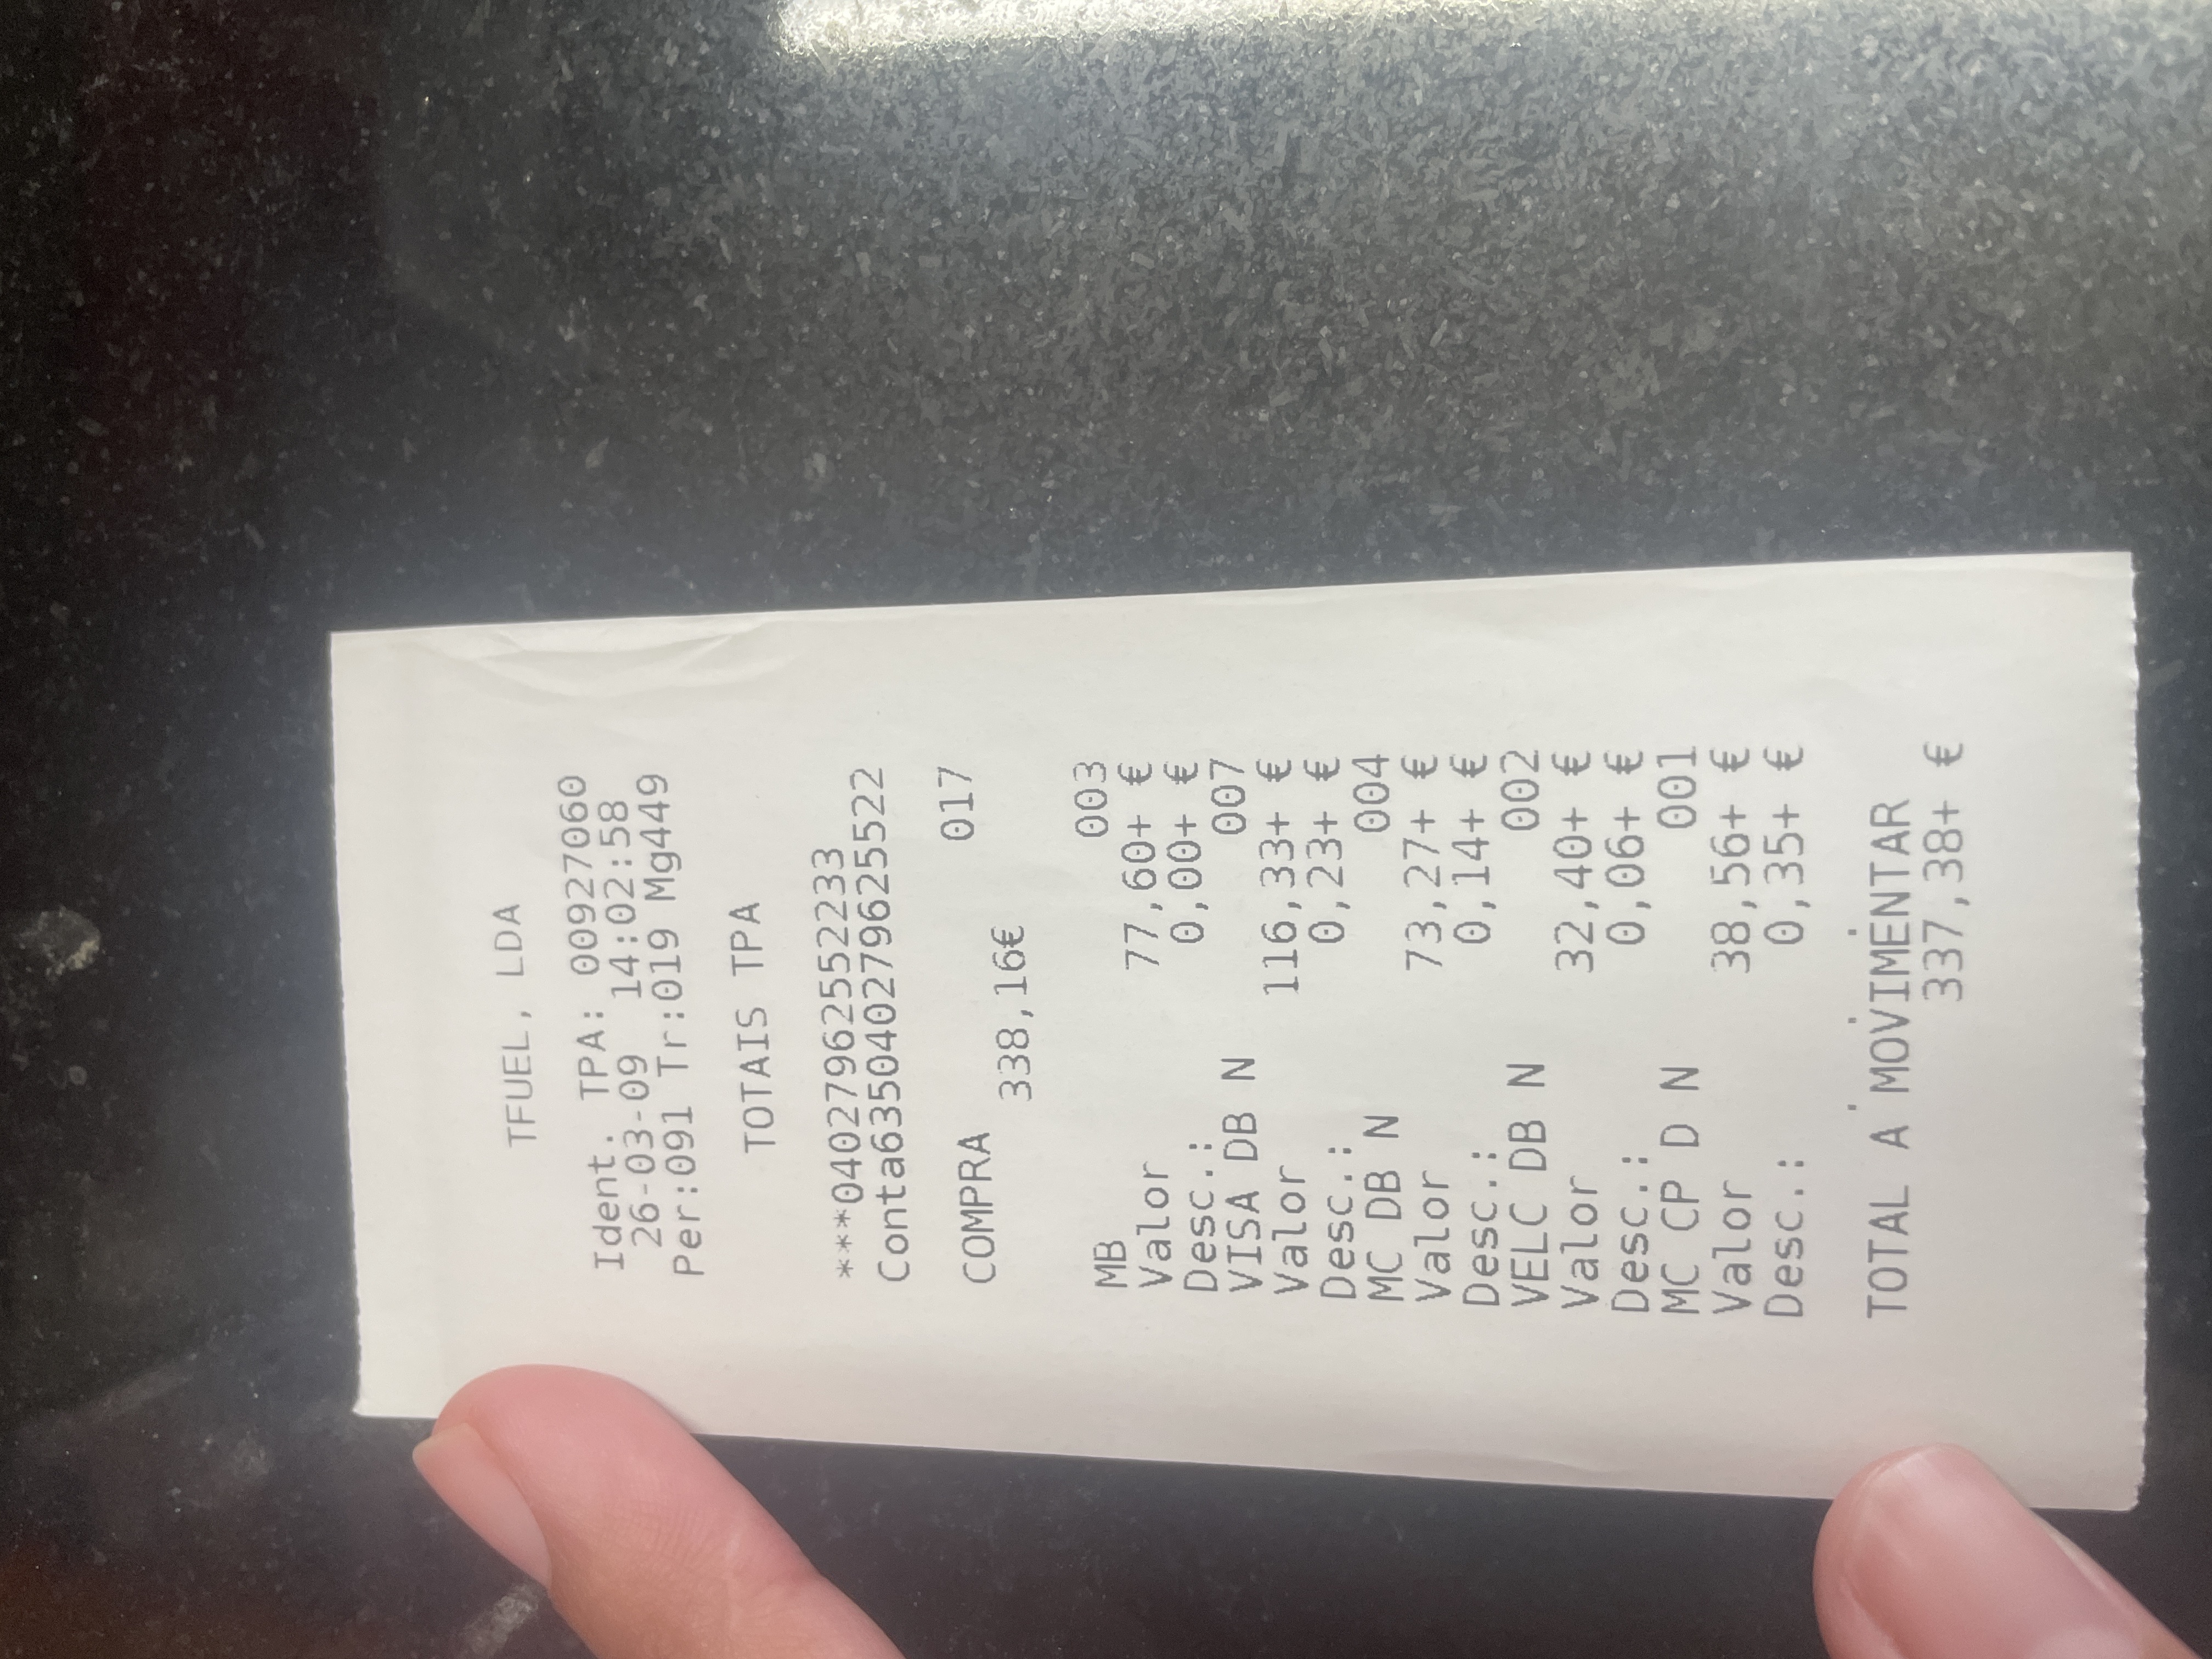 TFUEL, LDA
Ident. TPA: 00927060
26-03-09 14:02:58
Per:091 Tr:019 Mg449
TOTAIS TPA
***04027962552233
Conta6350402796255​22
COMPRA 017
338,16€
MB 003
Valor 77,60+ €
Desc.: 0,00+ €
VISA DB N 007
Valor 116,33+ €
Desc.: 0,23+ €
MC DB N 004
Valor 73,27+ €
Desc.: 0,14+ €
VELC DB N 002
Valor 32,40+ €
Desc.: 0,06+ €
MC CP D N 001
Valor 38,56+ €
Desc.: 0,35+ €
TOTAL A MOVIMENTAR
337,38+ €